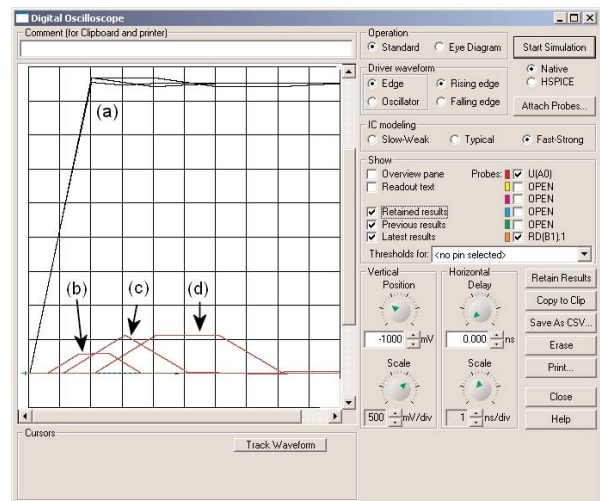 Digital Oscilloscope
Comment (for Clipboard and printer)
Operation
Standard
Eye Diagram
Start Simulation
Driver waveform
Edge
Rising edge
Oscillator
Falling edge
Native
HSPICE
Attach Probes...
IC modeling
Slow-Weak
Typical
Fast-Strong
Show
Overview pane
Probes:
U(A0)
Readout text
OPEN
OPEN
Retained results
OPEN
Previous results
OPEN
Latest results
RD(B1).1
Thresholds for:
<no pin selected>
Vertical
Position
-1000
mV
Scale
500
mV/div
Horizontal
Delay
0.000
ns
Scale
1
ns/div
Retain Results
Copy to Clip
Save As CSV...
Erase
Print...
Close
Help
(a)
(b)
(c)
(d)
Cursors
Track Waveform